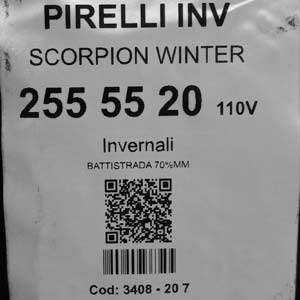 PIRELLI INV
SCORPION WINTER
255 55 20 110V
Invernali
BATTISTRADA 70%MM
Cod: 3408 - 20 7